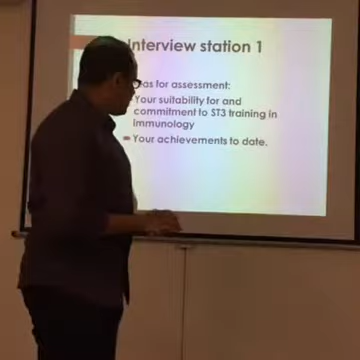 Interview station 1
as for assessment:
Your suitability for and
commitment to ST3 training in
Immunology
Your achievements to date.